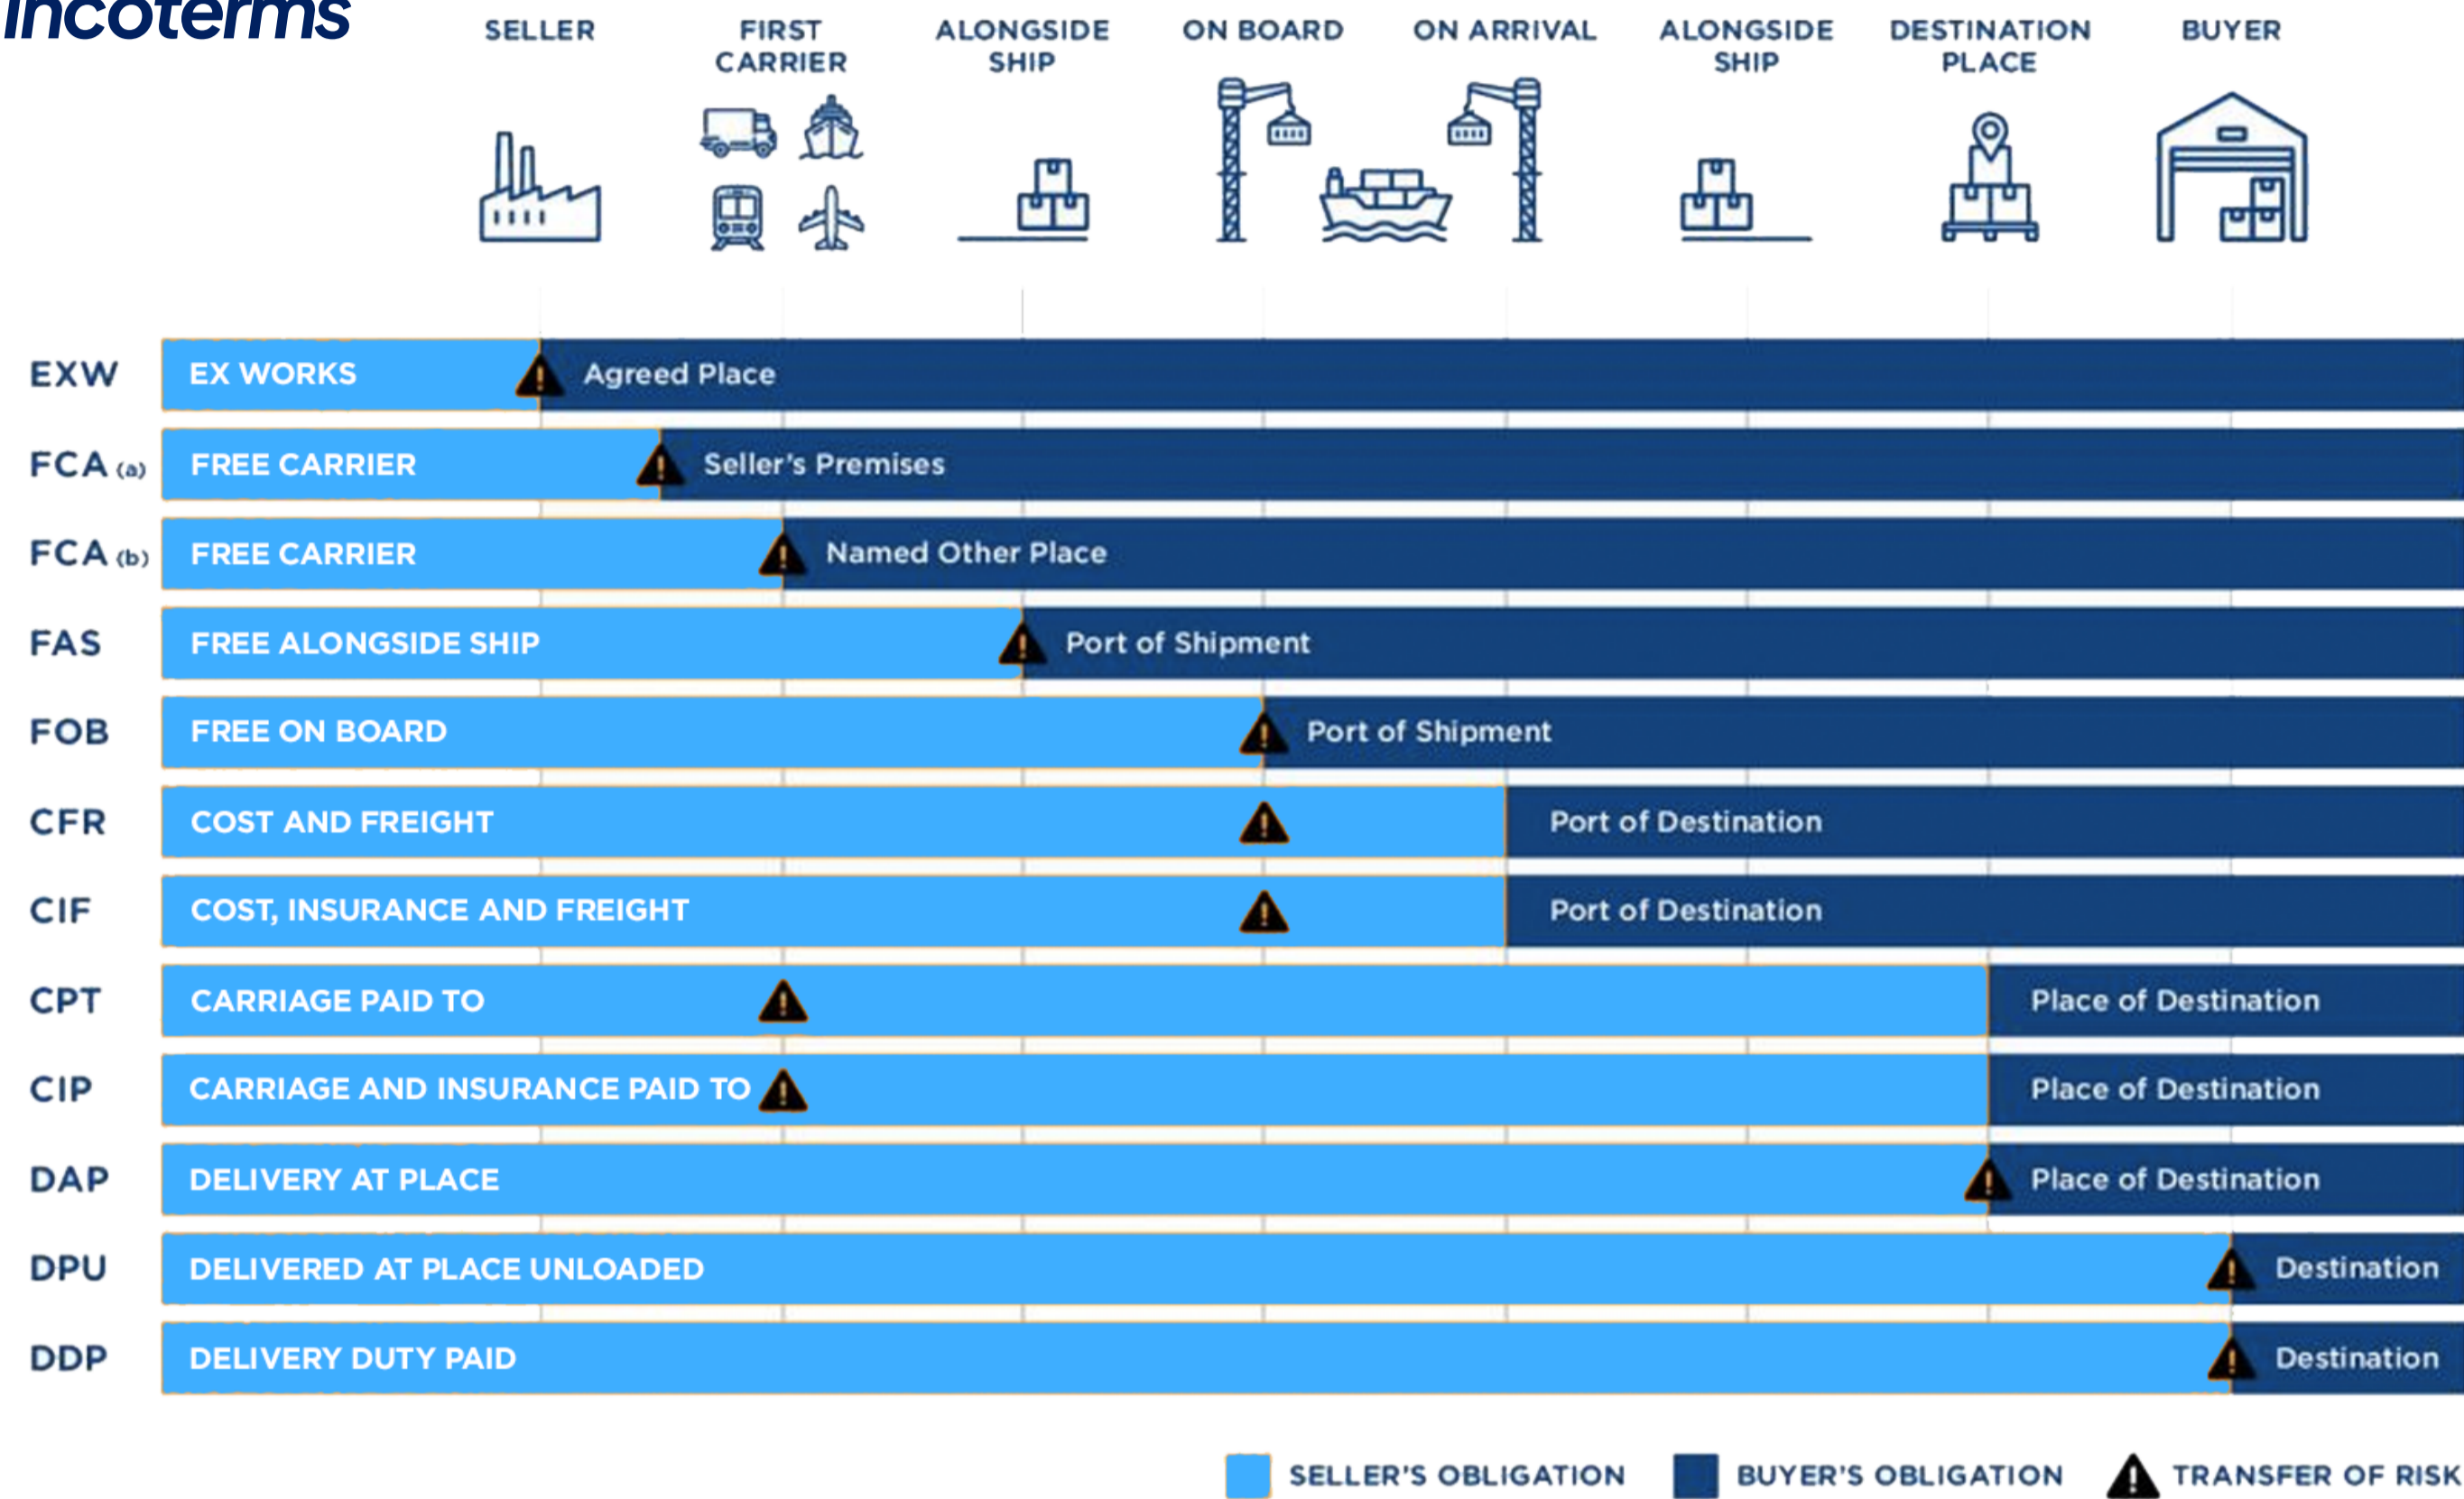 Incoterms
SELLER
FIRST
CARRIER
ALONGSIDE
SHIP
ON BOARD
ON ARRIVAL
ALONGSIDE
SHIP
DESTINATION
PLACE
BUYER
EXW EX WORKS Agreed Place
FCA (a) FREE CARRIER Seller's Premises
FCA (b) FREE CARRIER Named Other Place
FAS FREE ALONGSIDE SHIP Port of Shipment
FOB FREE ON BOARD Port of Shipment
CFR COST AND FREIGHT Port of Destination
CIF COST, INSURANCE AND FREIGHT Port of Destination
CPT CARRIAGE PAID TO Place of Destination
CIP CARRIAGE AND INSURANCE PAID TO Place of Destination
DAP DELIVERY AT PLACE Place of Destination
DPU DELIVERED AT PLACE UNLOADED Destination
DDP DELIVERY DUTY PAID Destination
SELLER'S OBLIGATION BUYER'S OBLIGATION TRANSFER OF RISK